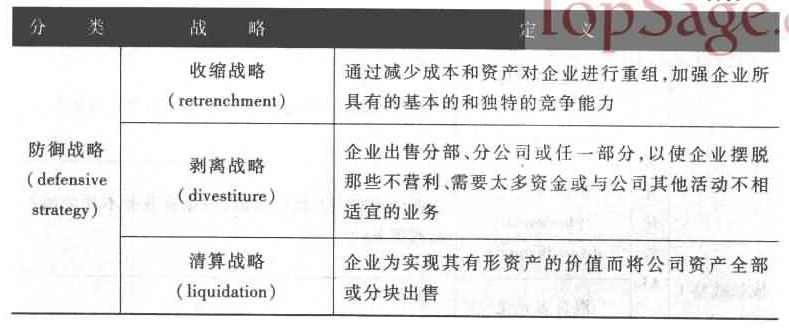 TopSage.
分 类 战 略 定 义
收缩战略
(retrenchment)
通过减少成本和资产对企业进行重组,加强企业所
具有的基本的和独特的竞争能力
防御战略
(defensive
strategy)
剥离战略
(divestiture)
企业出售分部、分公司或任一部分,以使企业摆脱
那些不营利、需要太多资金或与公司其他活动不相
适宜的业务
清算战略
(liquidation)
企业为实现其有形资产的价值而将公司资产全部
或分块出售